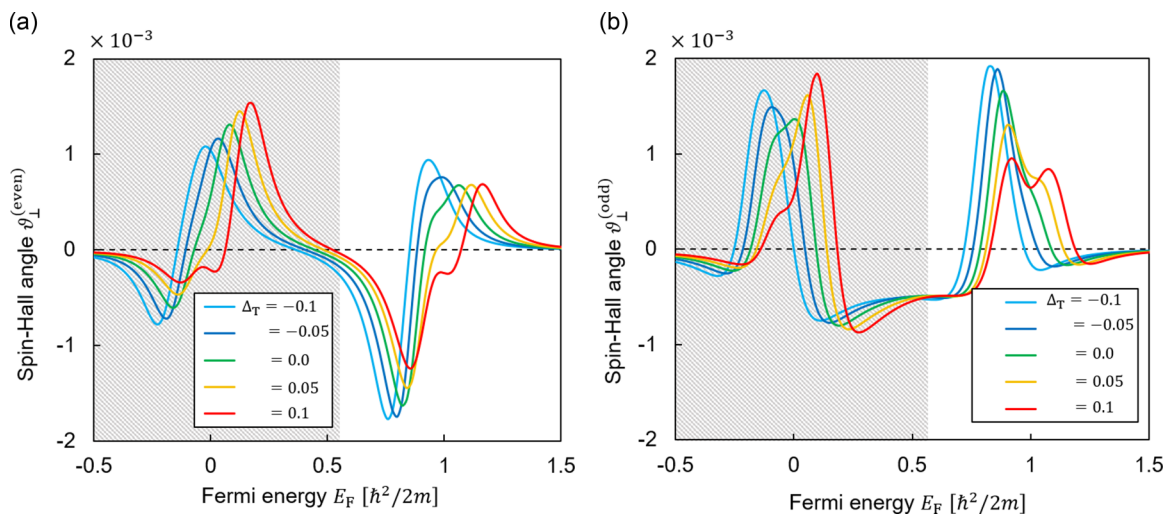 (a)
× 10⁻³
Spin-Hall angle ϑ⊥^(even)
2
1
0
-1
-2
-0.5 0 0.5 1 1.5
Fermi energy E_F [ℏ²/2m]
Δ_T = −0.1
= −0.05
= 0.0
= 0.05
= 0.1
(b)
× 10⁻³
Spin-Hall angle ϑ⊥^(odd)
2
1
0
-1
-2
-0.5 0 0.5 1 1.5
Fermi energy E_F [ℏ²/2m]
Δ_T = −0.1
= −0.05
= 0.0
= 0.05
= 0.1